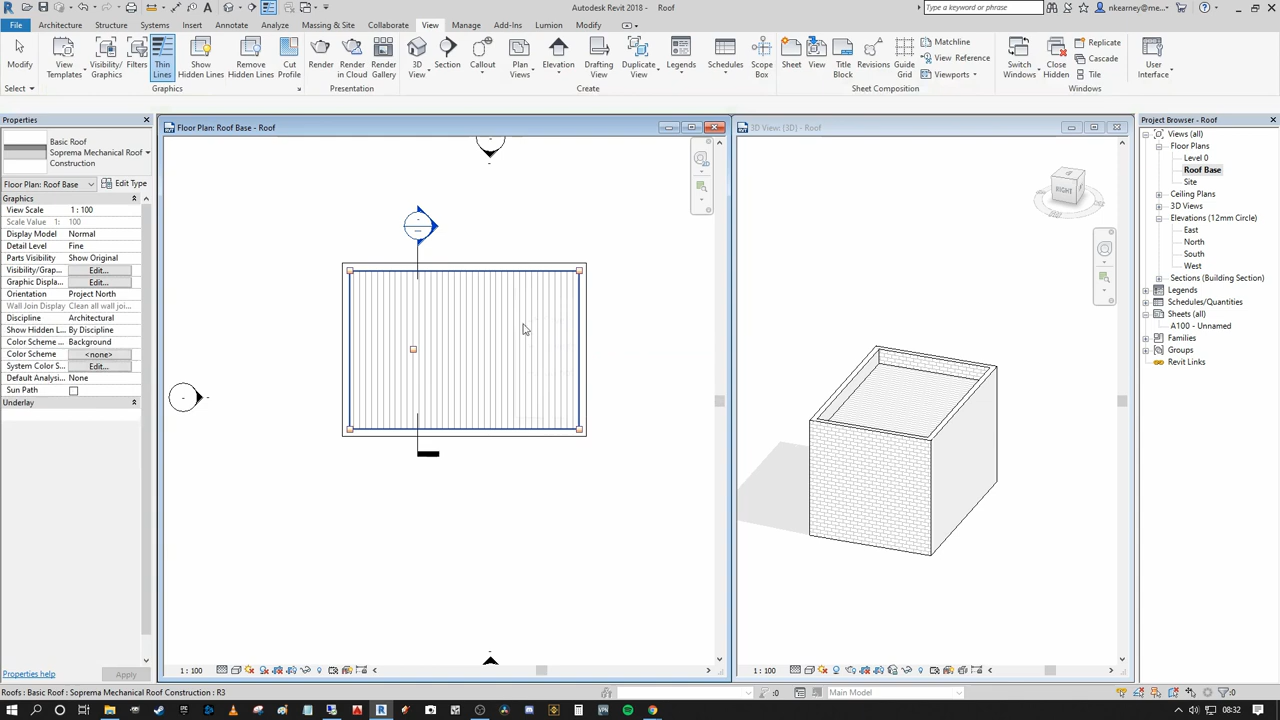 Autodesk Revit 2018 -    Roof
Type a keyword or phrase
nkearney@me...
File
Architecture
Structure
Systems
Insert
Annotate
Analyze
Massing & Site
Collaborate
View
Manage
Add-Ins
Lumion
Modify
Modify
View Templates
Visibility/ Graphics
Filters
Thin Lines
Show Hidden Lines
Remove Hidden Lines
Cut Profile
Render
Render in Cloud
Render Gallery
3D View
Section
Callout
Plan Views
Elevation
Drafting View
Duplicate View
Legends
Schedules
Scope Box
Sheet
View
Title Block
Revisions
Guide Grid
Matchline
View Reference
Viewports
Switch Windows
Close Hidden
Replicate
Cascade
Tile
User Interface
Select
Graphics
Presentation
Create
Sheet Composition
Windows
Properties
Basic Roof
Soprema Mechanical Roof
Construction
Floor Plan: Roof Base
Edit Type
Graphics
View Scale 1 : 100
Scale Value 1: 100
Display Model Normal
Detail Level Fine
Parts Visibility Show Original
Visibility/Grap... Edit...
Graphic Displa... Edit...
Orientation Project North
Wall Join Display Clean all wall joi...
Discipline Architectural
Show Hidden L... By Discipline
Color Scheme ... Background
Color Scheme <none>
System Color S... Edit...
Default Analysi... None
Sun Path
Underlay
Properties help
Apply
Floor Plan: Roof Base - Roof
1 : 100
3D View: {3D} - Roof
RIGHT
1 : 100
Project Browser - Roof
Views (all)
Floor Plans
Level 0
Roof Base
Site
Ceiling Plans
3D Views
Elevations (12mm Circle)
East
North
South
West
Sections (Building Section)
Legends
Schedules/Quantities
Sheets (all)
A100 - Unnamed
Families
Groups
Revit Links
Roofs : Basic Roof : Soprema Mechanical Roof Construction : R3
:0
Main Model
:0
08:32